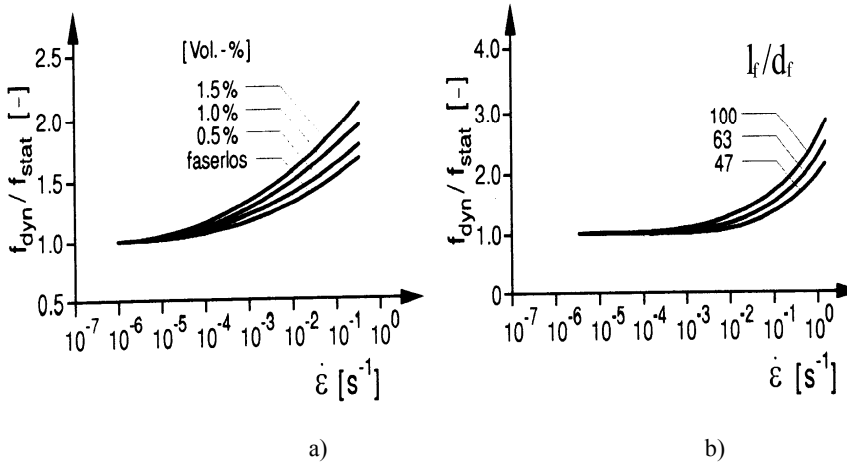 [Vol.-%]
1.5%
1.0%
0.5%
faserlos
f_dyn / f_stat [-]
2.5
2.0
1.5
1.0
0.5
10^-7 10^-6 10^-5 10^-4 10^-3 10^-2 10^-1 10^0
ε̇ [s^-1]
a)
l_f/d_f
100
63
47
f_dyn / f_stat [-]
4.0
3.0
2.0
1.0
0
10^-7 10^-6 10^-5 10^-4 10^-3 10^-2 10^-1 10^0
ε̇ [s^-1]
b)